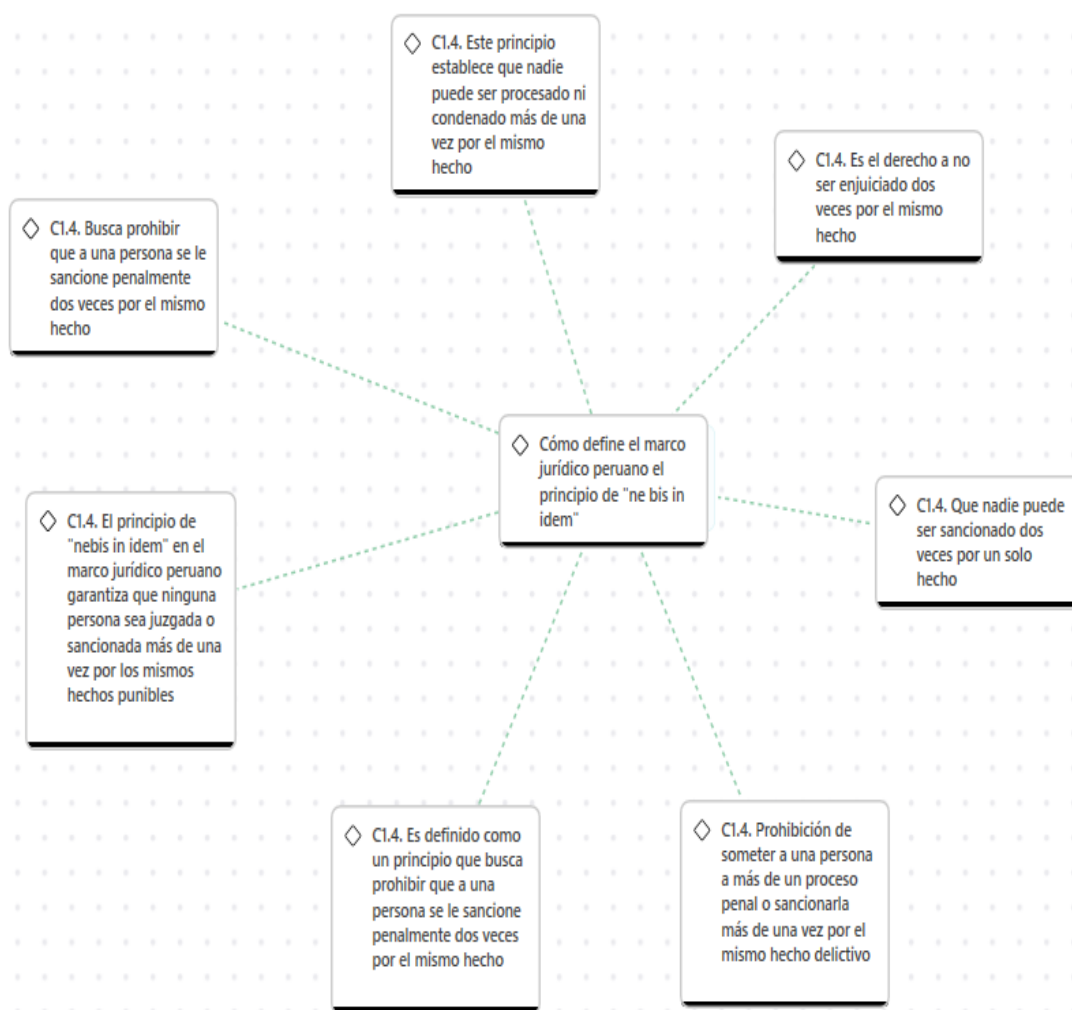 C1.4. Este principio
establece que nadie
puede ser procesado ni
condenado más de una
vez por el mismo
hecho
C1.4. Es el derecho a no
ser enjuiciado dos
veces por el mismo
hecho
C1.4. Busca prohibir
que a una persona se le
sancione penalmente
dos veces por el mismo
hecho
Cómo define el marco
jurídico peruano el
principio de "ne bis in
idem"
C1.4. Que nadie puede
ser sancionado dos
veces por un solo
hecho
C1.4. El principio de
"nebis in idem" en el
marco jurídico peruano
garantiza que ninguna
persona sea juzgada o
sancionada más de una
vez por los mismos
hechos punibles
C1.4. Es definido como
un principio que busca
prohibir que a una
persona se le sancione
penalmente dos veces
por el mismo hecho
C1.4. Prohibición de
someter a una persona
a más de un proceso
penal o sancionarla
más de una vez por el
mismo hecho delictivo